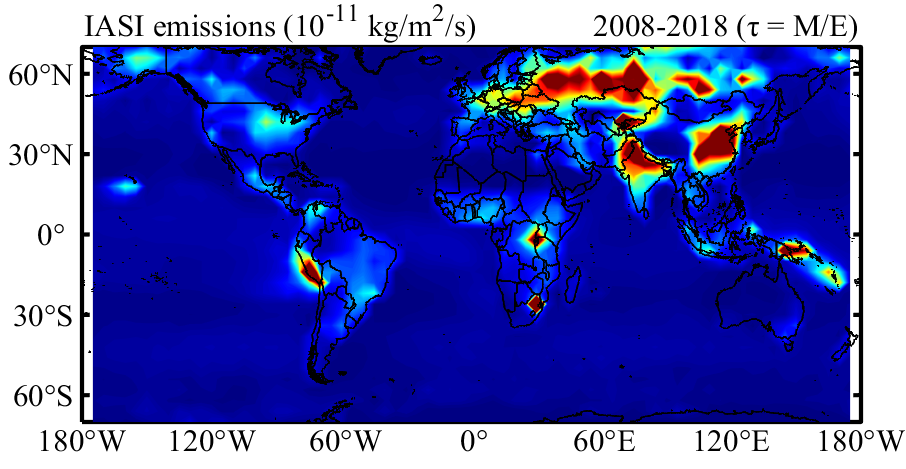 IASI emissions (10⁻¹¹ kg/m²/s) 2008-2018 (τ = M/E)
60°N
30°N
0°
30°S
60°S
180°W 120°W 60°W 0° 60°E 120°E 180°W